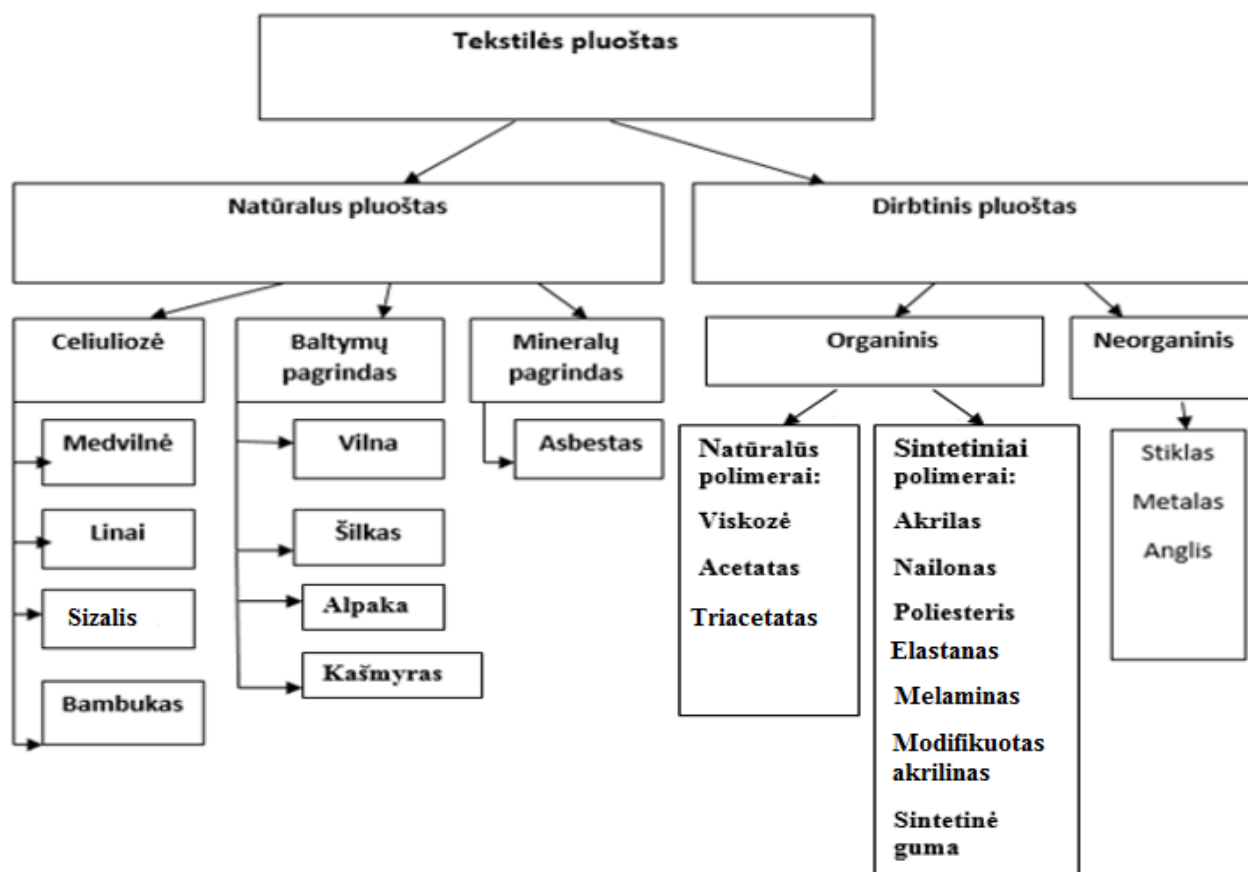 Tekstilės pluoštas
Natūralus pluoštas
Dirbtinis pluoštas
Celiuliozė
Baltymų
pagrindas
Mineralų
pagrindas
Organinis
Neorganinis
Medvilnė
Linai
Sizalis
Bambukas
Vilna
Šilkas
Alpaka
Kašmyras
Asbestas
Natūralūs
polimerai:
Viskozė
Acetatas
Triacetatas
Sintetiniai
polimerai:
Akrilas
Nailonas
Poliesteris
Elastanas
Melaminas
Modifikuotas
akrilinas
Sintetinė
guma
Stiklas
Metalas
Anglis